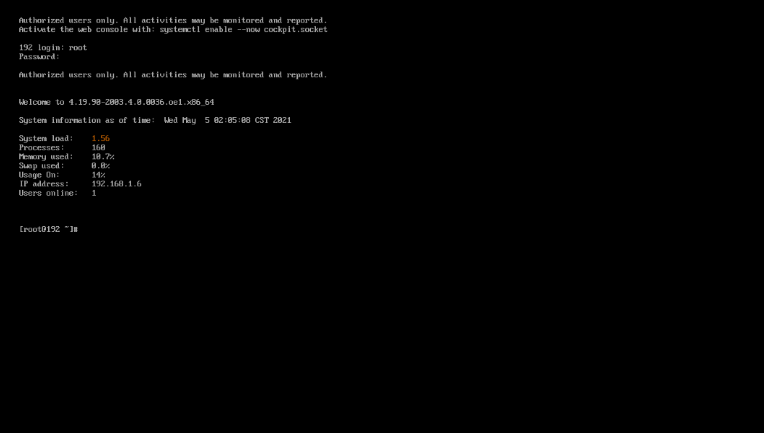 Authorized users only. All activities may be monitored and reported.
Activate the web console with: systemctl enable --now cockpit.socket
192 login: root
Password:
Authorized users only. All activities may be monitored and reported.
Welcome to 4.19.90-2003.4.0.0036.oe1.x86_64
System information as of time:  Wed May  5 02:05:08 CST 2021
System load:    1.56
Processes:      160
Memory used:    10.7%
Swap used:      0.0%
Usage On:       14%
IP address:     192.168.1.6
Users online:   1
[root@192 ~]#